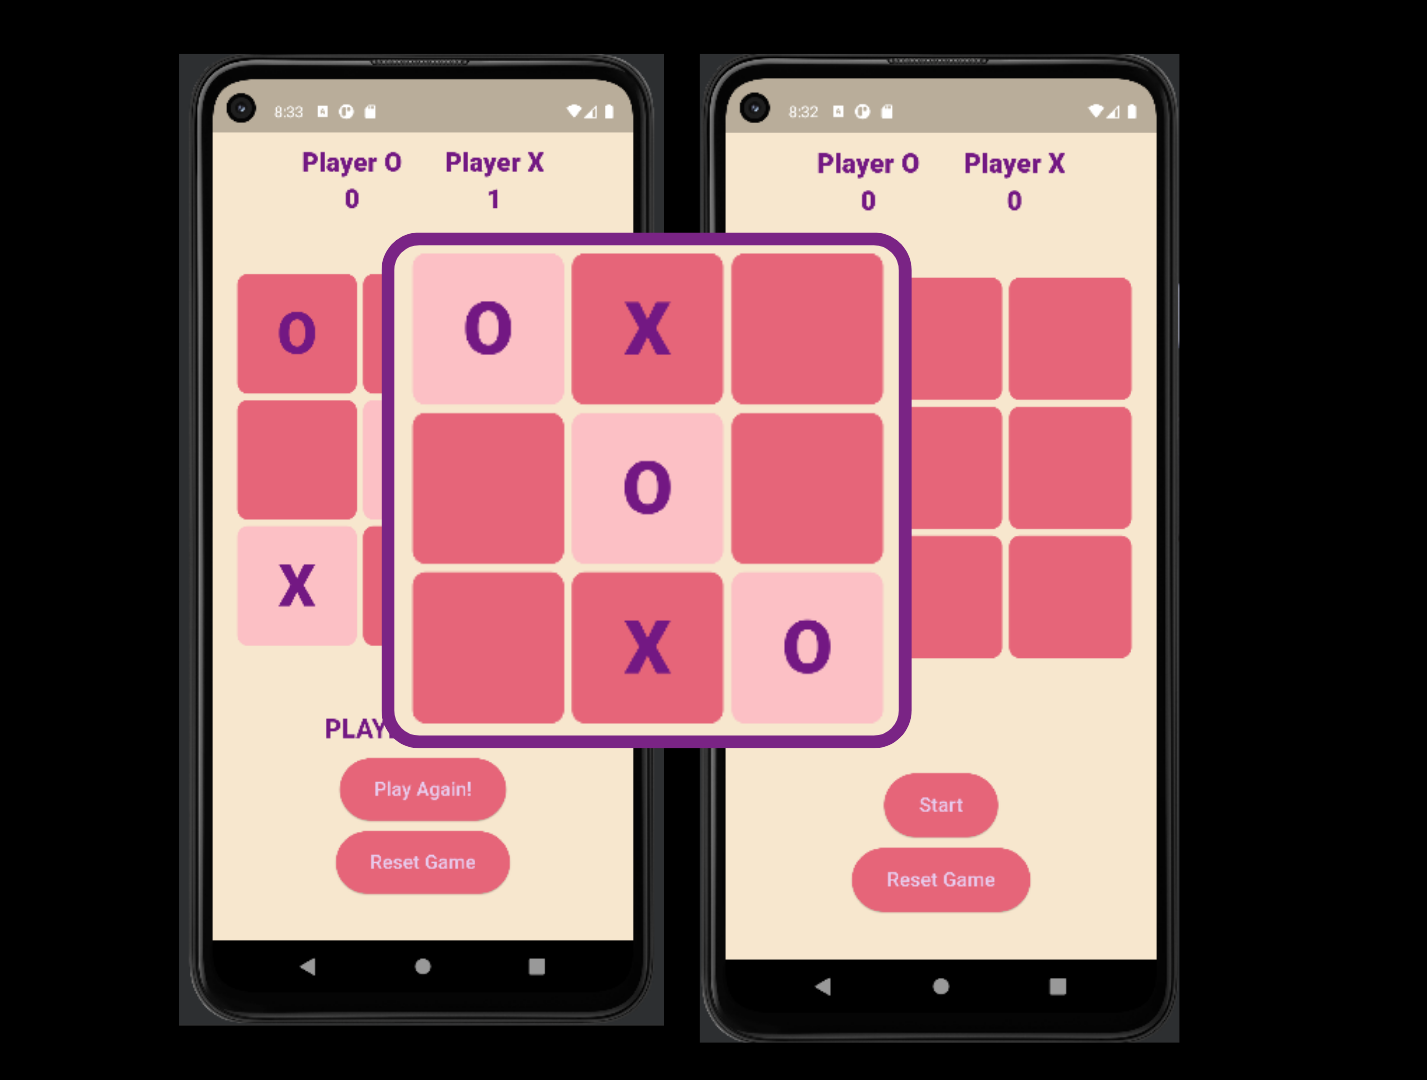 8:33
Player O Player X
0 1
O
X
Play Again!
Reset Game
O X
O
X O
8:32
Player O Player X
0 0
Start
Reset Game